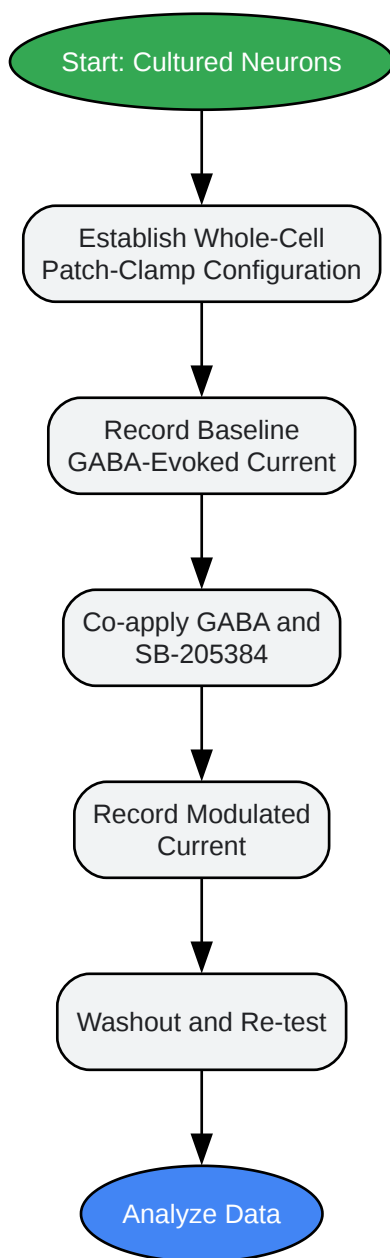 Start: Cultured Neurons
Establish Whole-Cell
Patch-Clamp Configuration
Record Baseline
GABA-Evoked Current
Co-apply GABA and
SB-205384
Record Modulated
Current
Washout and Re-test
Analyze Data